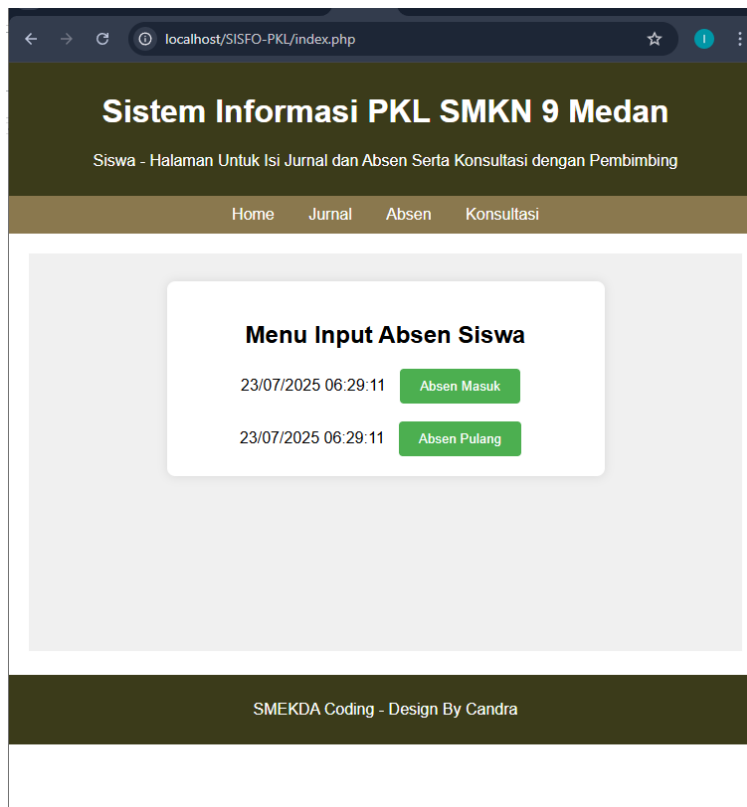 localhost/SISFO-PKL/index.php
I
Sistem Informasi PKL SMKN 9 Medan
Siswa - Halaman Untuk Isi Jurnal dan Absen Serta Konsultasi dengan Pembimbing
Home Jurnal Absen Konsultasi
Menu Input Absen Siswa
23/07/2025 06:29:11 Absen Masuk
23/07/2025 06:29:11 Absen Pulang
SMEKDA Coding - Design By Candra